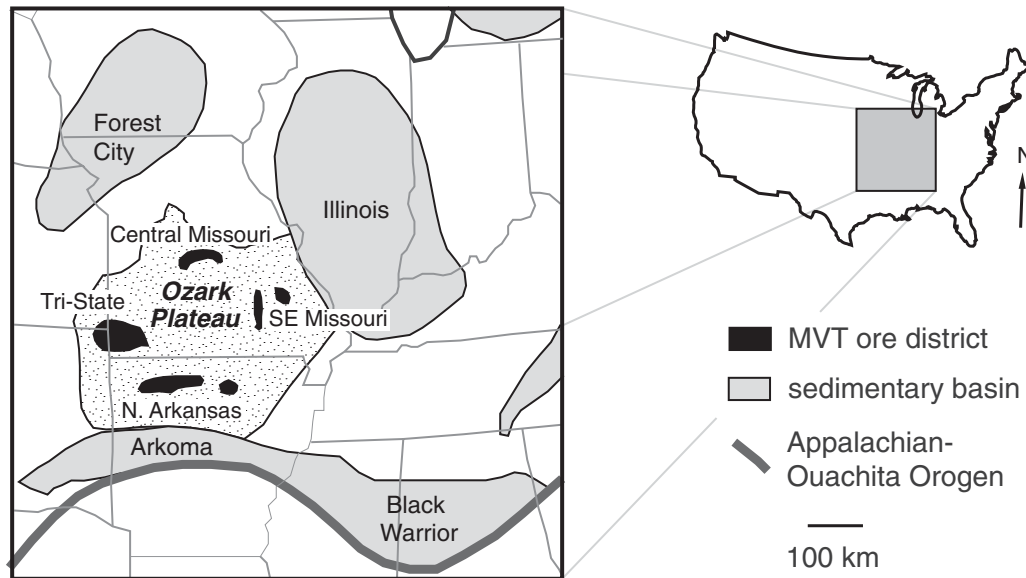 Forest
City
Illinois
Central Missouri
Ozark
Plateau
Tri-State
SE Missouri
N. Arkansas
Arkoma
Black
Warrior
N
MVT ore district
sedimentary basin
Appalachian-
Ouachita Orogen
100 km